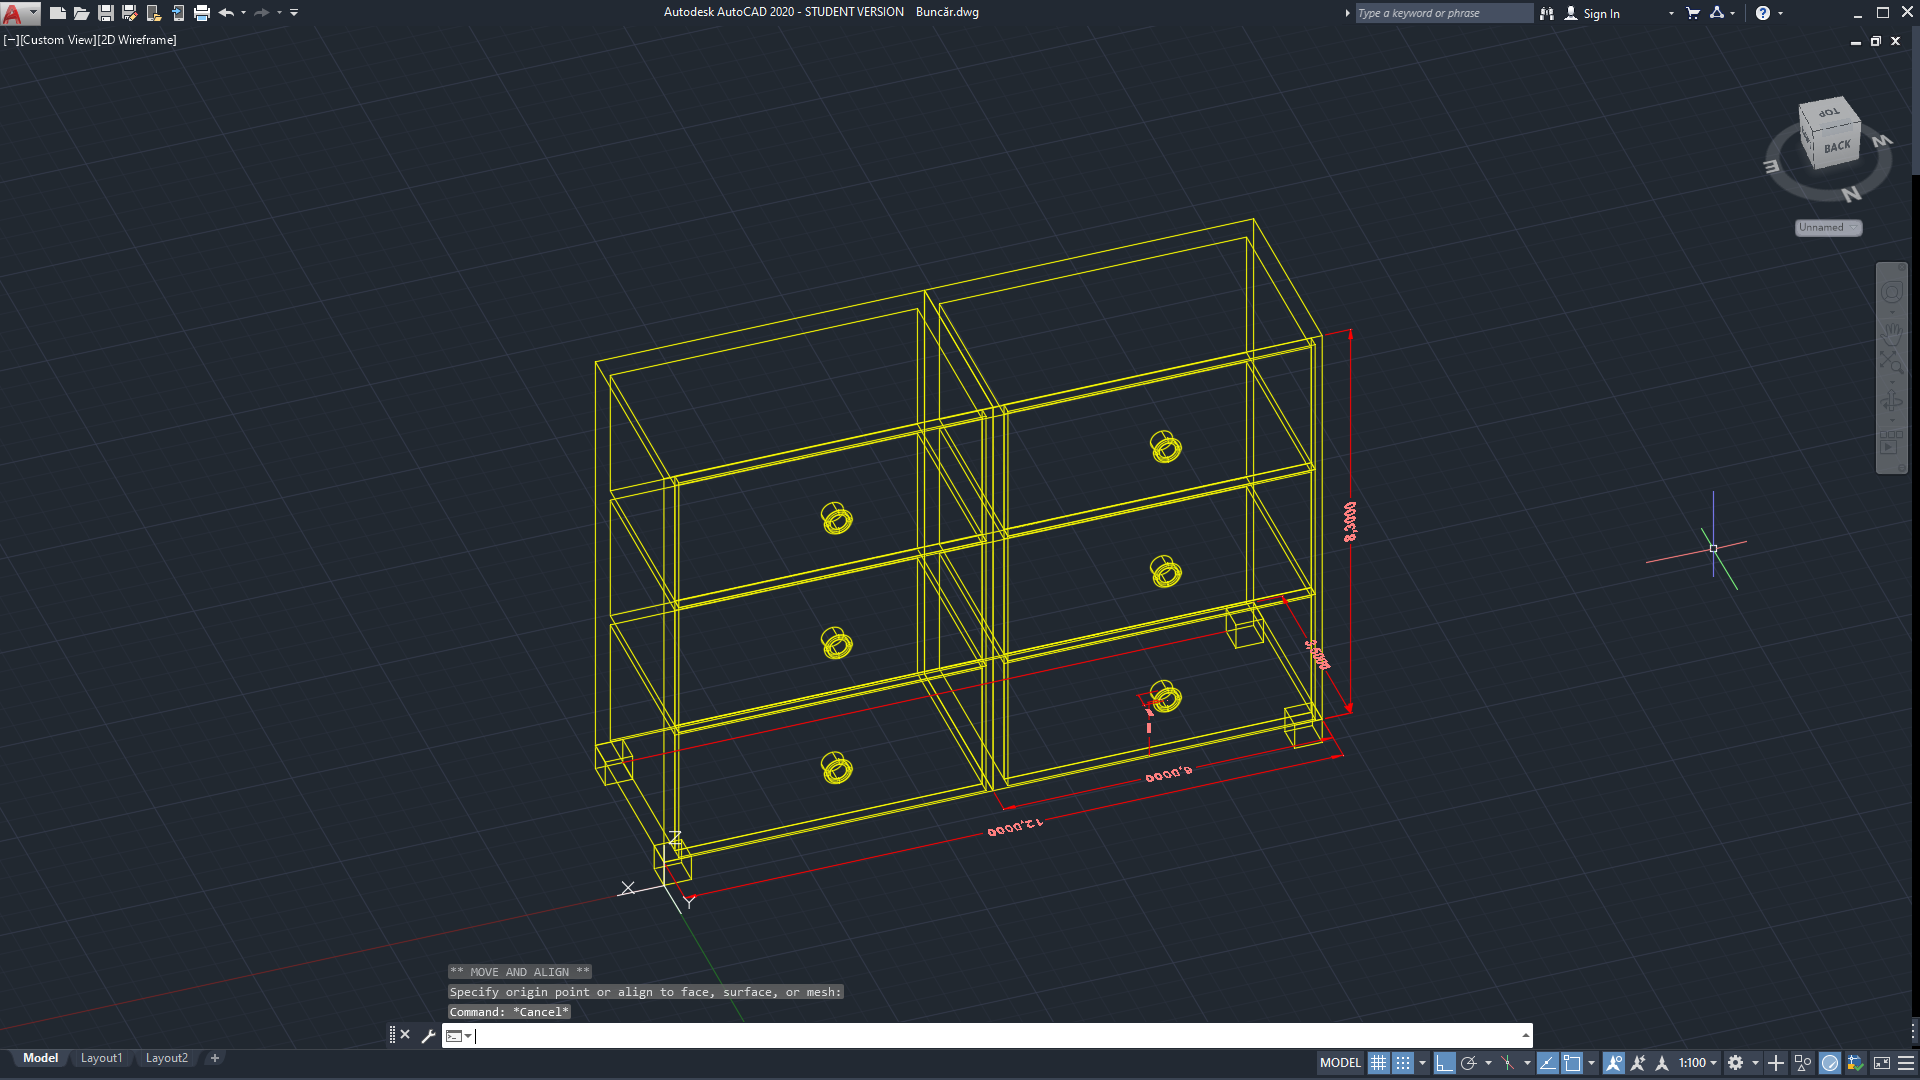 Autodesk AutoCAD 2020 - STUDENT VERSION Buncăr.dwg
Type a keyword or phrase
Sign In
[−][Custom View][2D Wireframe]
TOP
BACK
E
W
N
Unnamed
8,3000
6,0000
12,0000
Z
X
Y
** MOVE AND ALIGN **
Specify origin point or align to face, surface, or mesh:
Command: *Cancel*
Model
Layout1
Layout2
MODEL
1:100